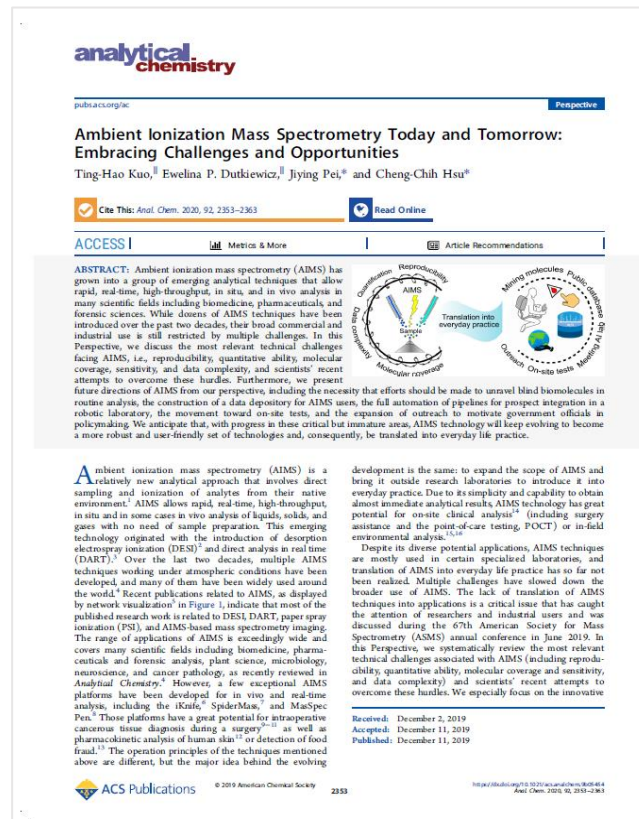 analytical
chemistry
pubs.acs.org/ac
Perspective
Ambient Ionization Mass Spectrometry Today and Tomorrow:
Embracing Challenges and Opportunities
Ting-Hao Kuo,∥ Ewelina P. Dutkiewicz,∥ Jiying Pei,* and Cheng-Chih Hsu*
Cite This: Anal. Chem. 2020, 92, 2353−2363
Read Online
ACCESS
Metrics & More
Article Recommendations
ABSTRACT: Ambient ionization mass spectrometry (AIMS) has
grown into a group of emerging analytical techniques that allow
rapid, real-time, high-throughput, in situ, and in vivo analysis in
many scientific fields including biomedicine, pharmaceuticals, and
forensic sciences. While dozens of AIMS techniques have been
introduced over the past two decades, their broad commercial and
industrial use is still restricted by multiple challenges. In this
Perspective, we discuss the most relevant technical challenges
facing AIMS, i.e., reproducibility, quantitative ability, molecular
coverage, sensitivity, and data complexity, and scientists' recent
attempts to overcome these hurdles. Furthermore, we present
future directions of AIMS from our perspective, including the necessity that efforts should be made to unravel blind biomolecules in
routine analysis, the construction of a data depository for AIMS users, the full automation of pipelines for prospect integration in a
robotic laboratory, the movement toward on-site tests, and the expansion of outreach to motivate government officials in
policymaking. We anticipate that, with progress in these critical but immature areas, AIMS technology will keep evolving to become
a more robust and user-friendly set of technologies and, consequently, be translated into everyday life practice.
Quantification
Reproducibility
AIMS
Sample
Data complexity
Molecular coverage
Translation into
everyday practice
Mining molecules
Public database
Meeting AI lab
On-site tests
Outreach
Ambient ionization mass spectrometry (AIMS) is a
relatively new analytical approach that involves direct
sampling and ionization of analytes from their native
environment.1 AIMS allows rapid, real-time, high-throughput,
in situ and in some cases in vivo analysis of liquids, solids, and
gases with no need of sample preparation. This emerging
technology originated with the introduction of desorption
electrospray ionization (DESI)2 and direct analysis in real time
(DART).3 Over the last two decades, multiple AIMS
techniques working under atmospheric conditions have been
developed, and many of them have been widely used around
the world.4 Recent publications related to AIMS, as displayed
by network visualization5 in Figure 1, indicate that most of the
published research work is related to DESI, DART, paper spray
ionization (PSI), and AIMS-based mass spectrometry imaging.
The range of applications of AIMS is exceedingly wide and
covers many scientific fields including biomedicine, pharma-
ceuticals and forensic analysis, plant science, microbiology,
neuroscience, and cancer pathology, as recently reviewed in
Analytical Chemistry.4 However, a few exceptional AIMS
platforms have been developed for in vivo and real-time
analysis, including the iKnife,6 SpiderMass,7 and MasSpec
Pen.8 Those platforms have a great potential for intraoperative
cancerous tissue diagnosis during a surgery9−11 as well as
pharmacokinetic analysis of human skin12 or detection of food
fraud.13 The operation principles of the techniques mentioned
above are different, but the major idea behind the evolving
development is the same: to expand the scope of AIMS and
bring it outside research laboratories to introduce it into
everyday practice. Due to its simplicity and capability to obtain
almost immediate analytical results, AIMS technology has great
potential for on-site clinical analysis14 (including surgery
assistance and the point-of-care testing, POCT) or in-field
environmental analysis.15,16
Despite its diverse potential applications, AIMS techniques
are mostly used in certain specialized laboratories, and
translation of AIMS into everyday life practice has so far not
been realized. Multiple challenges have slowed down the
broader use of AIMS. The lack of translation of AIMS
techniques into applications is a critical issue that has caught
the attention of researchers and industrial users and was
discussed during the 67th American Society for Mass
Spectrometry (ASMS) annual conference in June 2019. In
this Perspective, we systematically review the most relevant
technical challenges associated with AIMS (including reprodu-
cibility, quantitative ability, molecular coverage and sensitivity,
and data complexity) and scientists' recent attempts to
overcome these hurdles. We especially focus on the innovative
Received: December 2, 2019
Accepted: December 11, 2019
Published: December 11, 2019
ACS Publications
© 2019 American Chemical Society
2353
https://dx.doi.org/10.1021/acs.analchem.9b05454
Anal. Chem. 2020, 92, 2353−2363